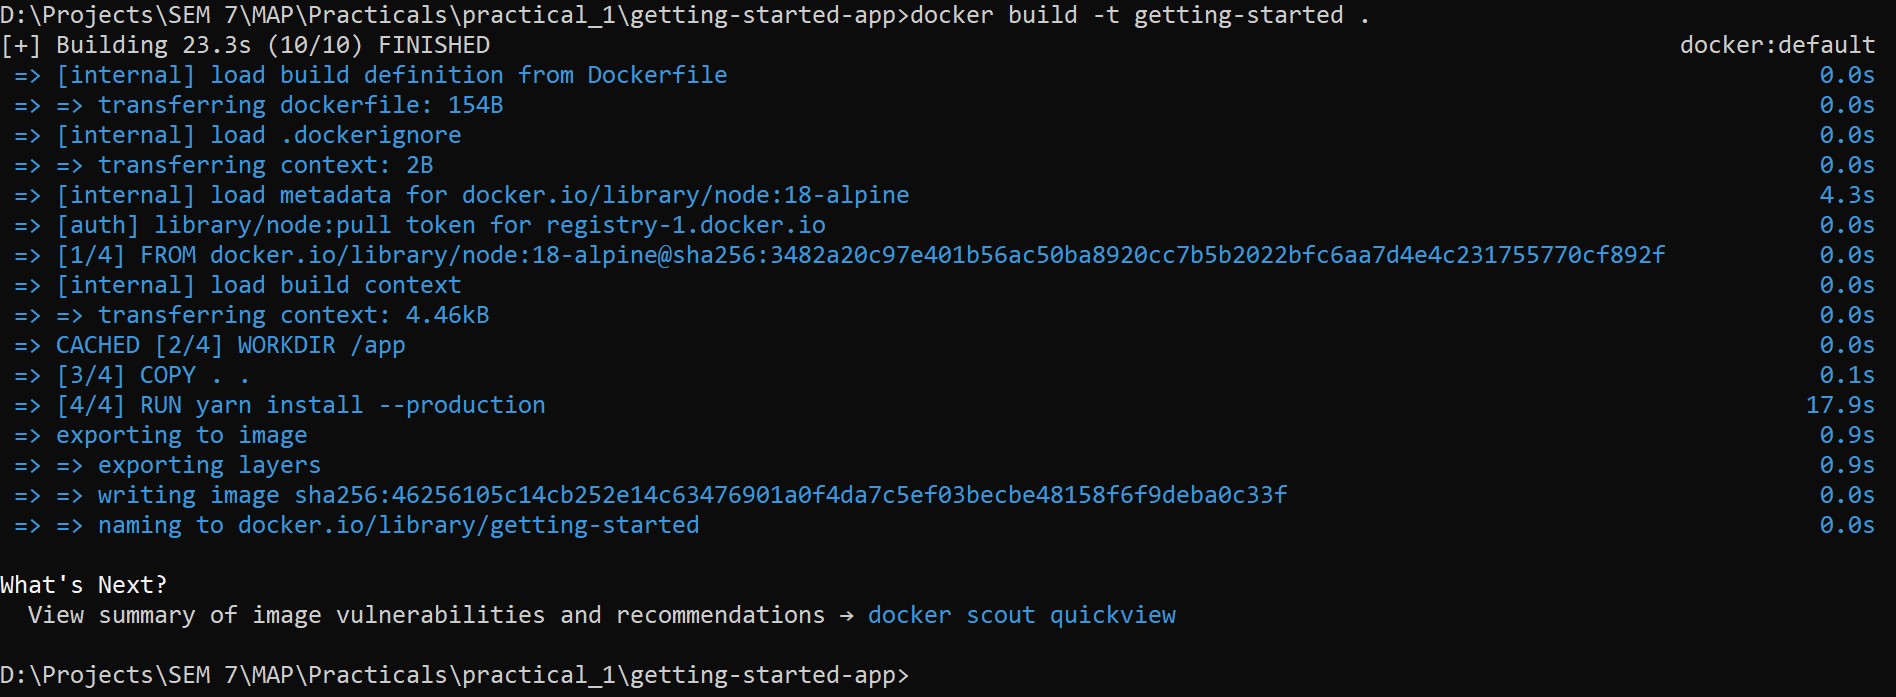 D:\Projects\SEM 7\MAP\Practicals\practical_1\getting-started-app>docker build -t getting-started .
[+] Building 23.3s (10/10) FINISHED docker:default
=> [internal] load build definition from Dockerfile 0.0s
=> => transferring dockerfile: 154B 0.0s
=> [internal] load .dockerignore 0.0s
=> => transferring context: 2B 0.0s
=> [internal] load metadata for docker.io/library/node:18-alpine 4.3s
=> [auth] library/node:pull token for registry-1.docker.io 0.0s
=> [1/4] FROM docker.io/library/node:18-alpine@sha256:3482a20c97e401b56ac50ba8920cc7b5b2022bfc6aa7d4e4c231755770cf892f 0.0s
=> [internal] load build context 0.0s
=> => transferring context: 4.46kB 0.0s
=> CACHED [2/4] WORKDIR /app 0.0s
=> [3/4] COPY . . 0.1s
=> [4/4] RUN yarn install --production 17.9s
=> exporting to image 0.9s
=> => exporting layers 0.9s
=> => writing image sha256:46256105c14cb252e14c63476901a0f4da7c5ef03becbe48158f6f9deba0c33f 0.0s
=> => naming to docker.io/library/getting-started 0.0s
What's Next?
View summary of image vulnerabilities and recommendations → docker scout quickview
D:\Projects\SEM 7\MAP\Practicals\practical_1\getting-started-app>